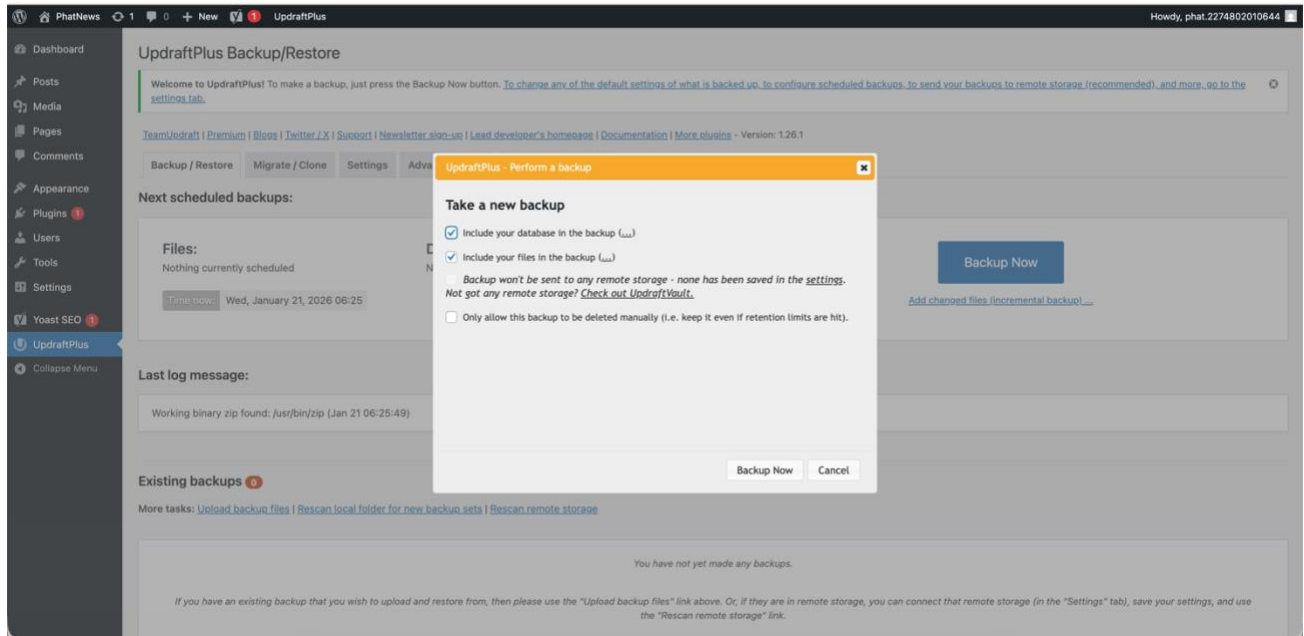 PhatNews 1 0 + New 1 UpdraftPlus Howdy, phat.2274802010644
Dashboard
Posts
Media
Pages
Comments
Appearance
Plugins 1
Users
Tools
Settings
Yoast SEO 1
UpdraftPlus
Collapse Menu
UpdraftPlus Backup/Restore
Welcome to UpdraftPlus! To make a backup, just press the Backup Now button. To change any of the default settings of what is backed up, to configure scheduled backups, to send your backups to remote storage (recommended), and more, go to the
settings tab.
TeamUpdraft | Premium | Blogs | Twitter / X | Support | Newsletter sign-up | Lead developer's homepage | Documentation | More plugins - Version: 1.26.1
Backup / Restore Migrate / Clone Settings Adva
Next scheduled backups:
Files:
Nothing currently scheduled
Time now: Wed, January 21, 2026 06:25
D
N
UpdraftPlus - Perform a backup
Take a new backup
Include your database in the backup (...)
Include your files in the backup (...)
Backup won't be sent to any remote storage - none has been saved in the settings.
Not got any remote storage? Check out UpdraftVault.
Only allow this backup to be deleted manually (i.e. keep it even if retention limits are hit).
Backup Now Cancel
Backup Now
Add changed files (incremental backup) ...
Last log message:
Working binary zip found: /usr/bin/zip (Jan 21 06:25:49)
Existing backups 0
More tasks: Upload backup files | Rescan local folder for new backup sets | Rescan remote storage
You have not yet made any backups.
If you have an existing backup that you wish to upload and restore from, then please use the "Upload backup files" link above. Or, if they are in remote storage, you can connect that remote storage (in the "Settings" tab), save your settings, and use
the "Rescan remote storage" link.